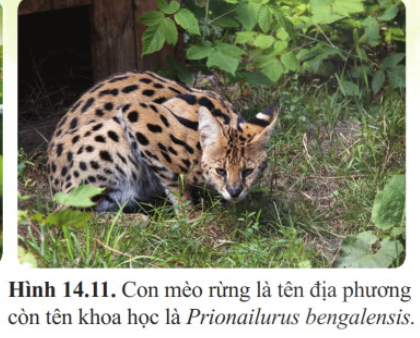 Hình 14.11. Con mèo rừng là tên địa phương
còn tên khoa học là Prionailurus bengalensis.